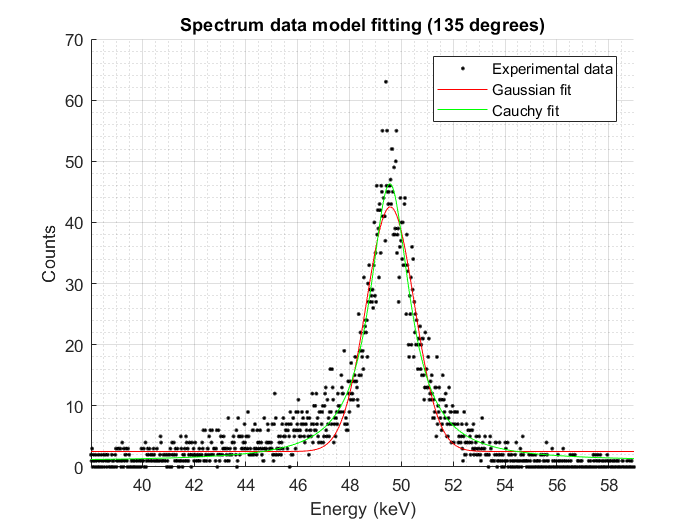 Spectrum data model fitting (135 degrees)
70
60
50
40
30
20
10
0
Counts
Experimental data
Gaussian fit
Cauchy fit
40 42 44 46 48 50 52 54 56 58
Energy (keV)